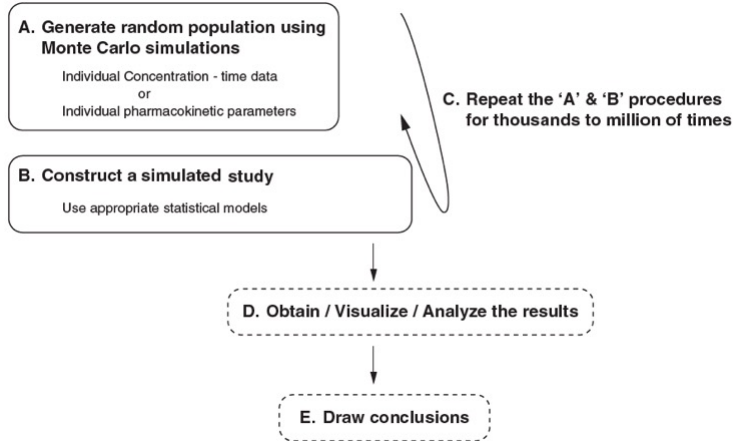 A. Generate random population using
Monte Carlo simulations
Individual Concentration - time data
or
Individual pharmacokinetic parameters
C. Repeat the ‘A’ & ‘B’ procedures
for thousands to million of times
B. Construct a simulated study
Use appropriate statistical models
D. Obtain / Visualize / Analyze the results
E. Draw conclusions